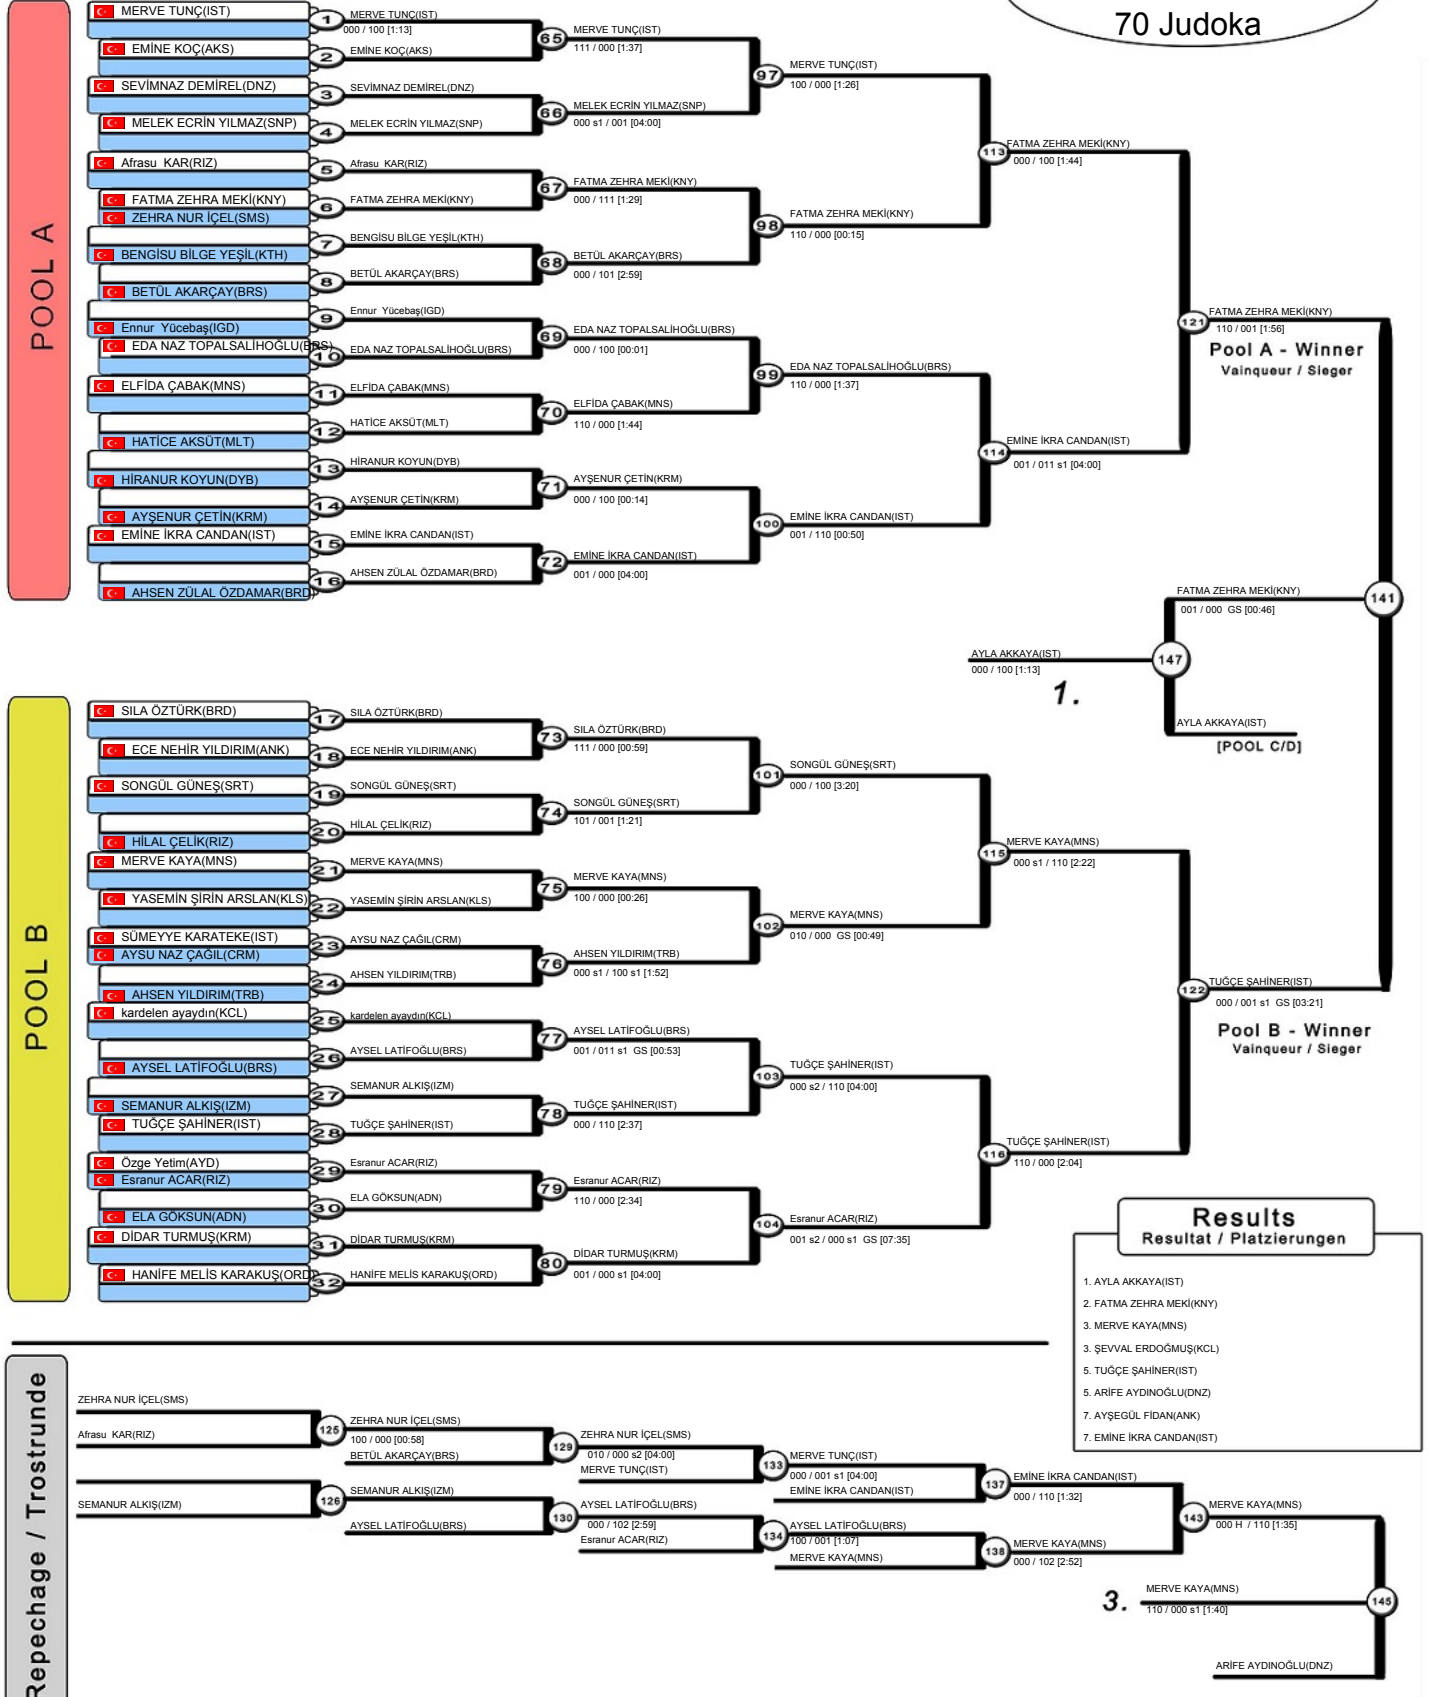 70 Judoka
POOL A
MERVE TUNÇ(IST)
EMİNE KOÇ(AKS)
SEVİMNAZ DEMİREL(DNZ)
MELEK ECRİN YILMAZ(SNP)
Afrasu KAR(RIZ)
FATMA ZEHRA MEKİ(KNY)
ZEHRA NUR İÇEL(SMS)
BENGİSU BİLGE YEŞİL(KTH)
BETÜL AKARÇAY(BRS)
Ennur Yücebaş(IGD)
EDA NAZ TOPALSALİHOĞLU(BRS)
ELFİDA ÇABAK(MNS)
HATİCE AKSÜT(MLT)
HİRANUR KOYUN(DYB)
AYŞENUR ÇETİN(KRM)
EMİNE İKRA CANDAN(IST)
AHSEN ZÜLAL ÖZDAMAR(BRD)
1
2
3
4
5
6
7
8
9
10
11
12
13
14
15
16
MERVE TUNÇ(IST)
000 / 100 [1:13]
EMİNE KOÇ(AKS)
SEVİMNAZ DEMİREL(DNZ)
MELEK ECRİN YILMAZ(SNP)
Afrasu KAR(RIZ)
FATMA ZEHRA MEKİ(KNY)
BENGİSU BİLGE YEŞİL(KTH)
BETÜL AKARÇAY(BRS)
Ennur Yücebaş(IGD)
EDA NAZ TOPALSALİHOĞLU(BRS)
ELFİDA ÇABAK(MNS)
HATİCE AKSÜT(MLT)
HİRANUR KOYUN(DYB)
AYŞENUR ÇETİN(KRM)
EMİNE İKRA CANDAN(IST)
AHSEN ZÜLAL ÖZDAMAR(BRD)
65
66
67
68
69
70
71
72
MERVE TUNÇ(IST)
111 / 000 [1:37]
MELEK ECRİN YILMAZ(SNP)
000 s1 / 001 [04:00]
FATMA ZEHRA MEKİ(KNY)
000 / 111 [1:29]
BETÜL AKARÇAY(BRS)
000 / 101 [2:59]
EDA NAZ TOPALSALİHOĞLU(BRS)
000 / 100 [00:01]
ELFİDA ÇABAK(MNS)
110 / 000 [1:44]
AYŞENUR ÇETİN(KRM)
000 / 100 [00:14]
EMİNE İKRA CANDAN(IST)
001 / 000 [04:00]
97
98
99
100
MERVE TUNÇ(IST)
100 / 000 [1:26]
FATMA ZEHRA MEKİ(KNY)
110 / 000 [00:15]
EDA NAZ TOPALSALİHOĞLU(BRS)
110 / 000 [1:37]
EMİNE İKRA CANDAN(IST)
001 / 110 [00:50]
113
114
FATMA ZEHRA MEKİ(KNY)
000 / 100 [1:44]
EMİNE İKRA CANDAN(IST)
001 / 011 s1 [04:00]
121
FATMA ZEHRA MEKİ(KNY)
110 / 001 [1:56]
Pool A - Winner
Vainqueur / Sieger
141
FATMA ZEHRA MEKİ(KNY)
001 / 000 GS [00:46]
147
AYLA AKKAYA(IST)
000 / 100 [1:13]
1.
AYLA AKKAYA(IST)
[POOL C/D]
POOL B
SILA ÖZTÜRK(BRD)
ECE NEHİR YILDIRIM(ANK)
SONGÜL GÜNEŞ(SRT)
HİLAL ÇELİK(RIZ)
MERVE KAYA(MNS)
YASEMİN ŞİRİN ARSLAN(KLS)
SÜMEYYE KARATEKE(IST)
AYSU NAZ ÇAĞIL(CRM)
AHSEN YILDIRIM(TRB)
kardelen ayaydın(KCL)
AYSEL LATİFOĞLU(BRS)
SEMANUR ALKIŞ(IZM)
TUĞÇE ŞAHİNER(IST)
Özge Yetim(AYD)
Esranur ACAR(RIZ)
ELA GÖKSUN(ADN)
DİDAR TURMUŞ(KRM)
HANİFE MELİS KARAKUŞ(ORD)
17
18
19
20
21
22
23
24
25
26
27
28
29
30
31
32
SILA ÖZTÜRK(BRD)
ECE NEHİR YILDIRIM(ANK)
SONGÜL GÜNEŞ(SRT)
HİLAL ÇELİK(RIZ)
MERVE KAYA(MNS)
YASEMİN ŞİRİN ARSLAN(KLS)
AYSU NAZ ÇAĞIL(CRM)
AHSEN YILDIRIM(TRB)
kardelen ayaydın(KCL)
AYSEL LATİFOĞLU(BRS)
SEMANUR ALKIŞ(IZM)
TUĞÇE ŞAHİNER(IST)
Esranur ACAR(RIZ)
ELA GÖKSUN(ADN)
DİDAR TURMUŞ(KRM)
HANİFE MELİS KARAKUŞ(ORD)
73
74
75
76
77
78
79
80
SILA ÖZTÜRK(BRD)
111 / 000 [00:59]
SONGÜL GÜNEŞ(SRT)
101 / 001 [1:21]
MERVE KAYA(MNS)
100 / 000 [00:26]
AHSEN YILDIRIM(TRB)
000 s1 / 100 s1 [1:52]
AYSEL LATİFOĞLU(BRS)
001 / 011 s1 GS [00:53]
TUĞÇE ŞAHİNER(IST)
000 / 110 [2:37]
Esranur ACAR(RIZ)
110 / 000 [2:34]
DİDAR TURMUŞ(KRM)
001 / 000 s1 [04:00]
101
102
103
104
SONGÜL GÜNEŞ(SRT)
000 / 100 [3:20]
MERVE KAYA(MNS)
010 / 000 GS [00:49]
TUĞÇE ŞAHİNER(IST)
000 s2 / 110 [04:00]
Esranur ACAR(RIZ)
001 s2 / 000 s1 GS [07:35]
115
116
MERVE KAYA(MNS)
000 s1 / 110 [2:22]
TUĞÇE ŞAHİNER(IST)
110 / 000 [2:04]
122
TUĞÇE ŞAHİNER(IST)
000 / 001 s1 GS [03:21]
Pool B - Winner
Vainqueur / Sieger
Results
Resultat / Platzierungen
1. AYLA AKKAYA(IST)
2. FATMA ZEHRA MEKİ(KNY)
3. MERVE KAYA(MNS)
3. ŞEVVAL ERDOĞMUŞ(KCL)
5. TUĞÇE ŞAHİNER(IST)
5. ARİFE AYDINOĞLU(DNZ)
7. AYŞEGÜL FİDAN(ANK)
7. EMİNE İKRA CANDAN(IST)
Repechage / Trostrunde
ZEHRA NUR İÇEL(SMS)
Afrasu KAR(RIZ)
SEMANUR ALKIŞ(IZM)
125
126
ZEHRA NUR İÇEL(SMS)
100 / 000 [00:58]
BETÜL AKARÇAY(BRS)
SEMANUR ALKIŞ(IZM)
AYSEL LATİFOĞLU(BRS)
129
130
ZEHRA NUR İÇEL(SMS)
010 / 000 s2 [04:00]
MERVE TUNÇ(IST)
AYSEL LATİFOĞLU(BRS)
000 / 102 [2:59]
Esranur ACAR(RIZ)
133
134
MERVE TUNÇ(IST)
000 / 001 s1 [04:00]
EMİNE İKRA CANDAN(IST)
AYSEL LATİFOĞLU(BRS)
100 / 001 [1:07]
MERVE KAYA(MNS)
137
138
EMİNE İKRA CANDAN(IST)
000 / 110 [1:32]
MERVE KAYA(MNS)
000 / 102 [2:52]
143
MERVE KAYA(MNS)
000 H / 110 [1:35]
3.
MERVE KAYA(MNS)
110 / 000 s1 [1:40]
145
ARİFE AYDINOĞLU(DNZ)